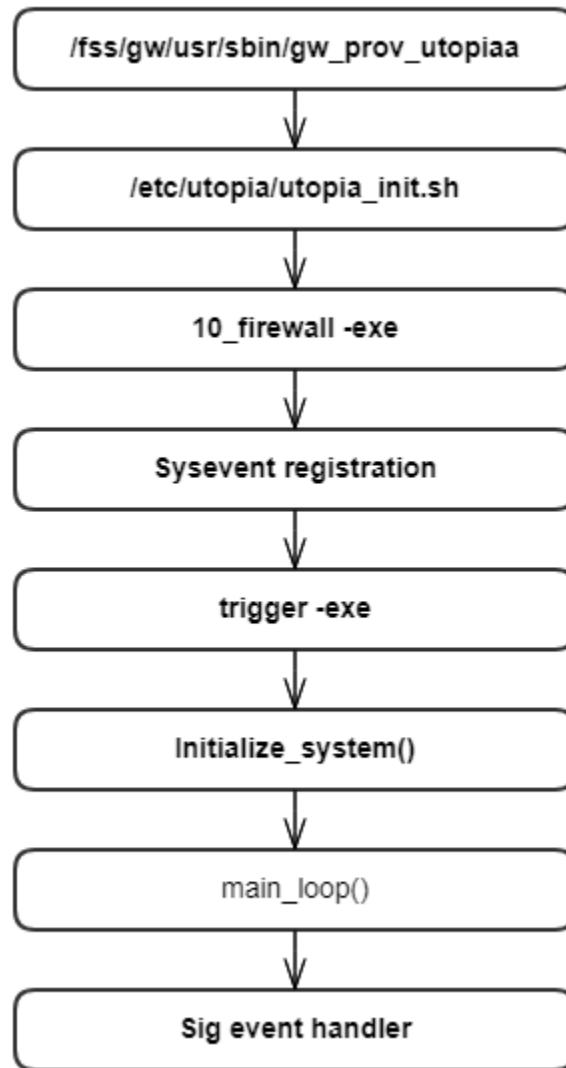 /fss/gw/usr/sbin/gw_prov_utopiaa
/etc/utopia/utopia_init.sh
10_firewall -exe
Sysevent registration
trigger -exe
Initialize_system()
main_loop()
Sig event handler